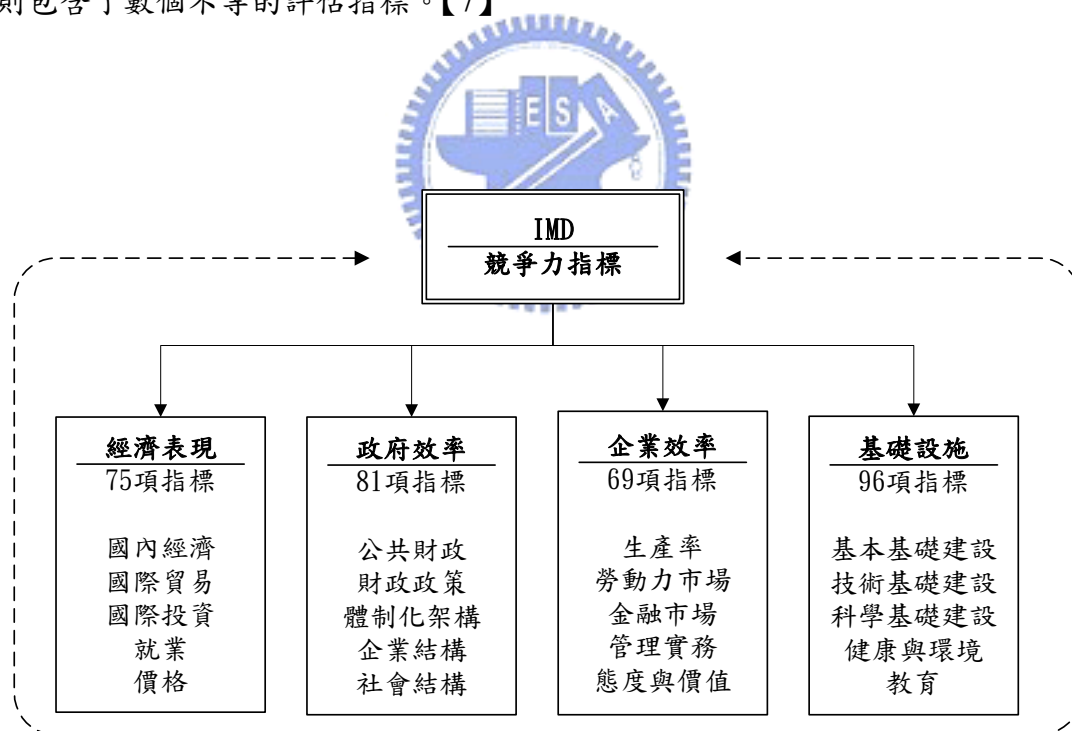 則包含了數個不等的評估指標。【7】
ESA
IMD
競爭力指標
經濟表現
75項指標
國內經濟
國際貿易
國際投資
就業
價格
政府效率
81項指標
公共財政
財政政策
體制化架構
企業結構
社會結構
企業效率
69項指標
生產率
勞動力市場
金融市場
管理實務
態度與價值
基礎設施
96項指標
基本基礎建設
技術基礎建設
科學基礎建設
健康與環境
教育